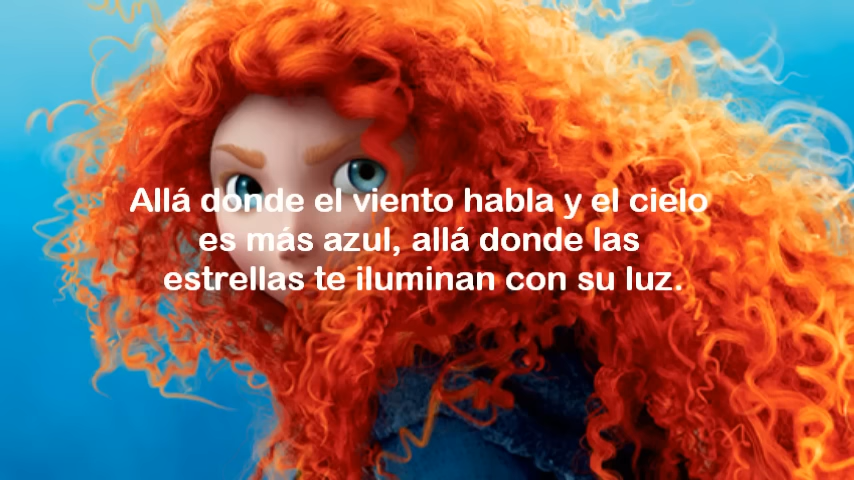 Allá donde el viento habla y el cielo
es más azul, allá donde las
estrellas te iluminan con su luz.